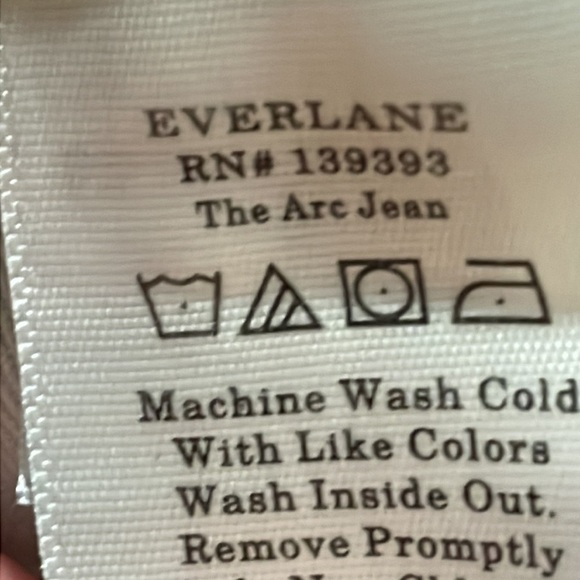 EVERLANE
RN# 139393
The Arc Jean
Machine Wash Cold
With Like Colors
Wash Inside Out.
Remove Promptly